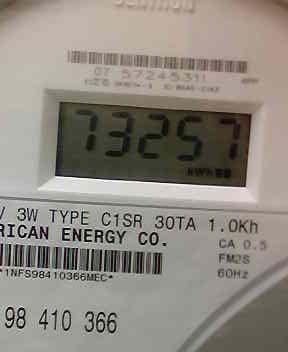 07 57245311
73257
kWh
V 3W TYPE C1SR 30TA 1.0Kh
RICAN ENERGY CO.
CA 0.5
FM2S
*1NFS98410366MEC*
60Hz
98 410 366